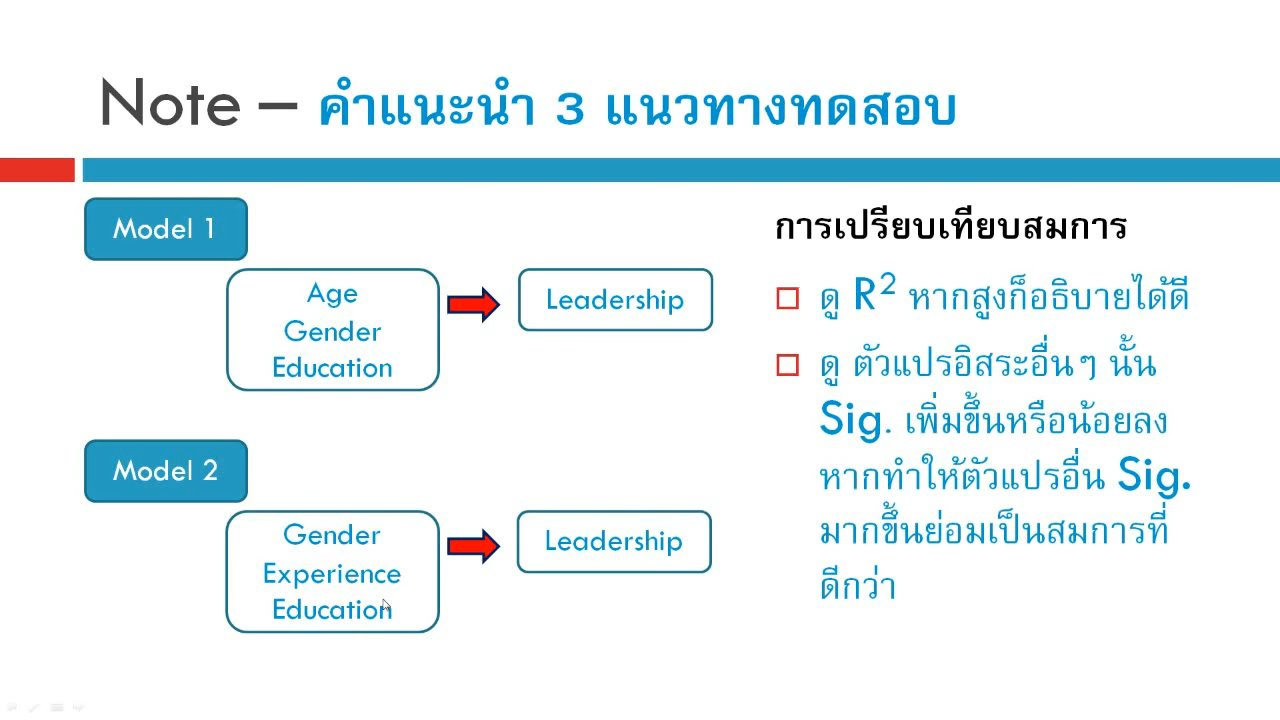 Note – คำแนะนำ 3 แนวทางทดสอบ
Model 1
Age
Gender
Education
Leadership
Model 2
Gender
Experience
Education
Leadership
การเปรียบเทียบสมการ
ดู R² หากสูงก็อธิบายได้ดี
ดู ตัวแปรอิสระอื่นๆ นั้น
Sig. เพิ่มขึ้นหรือน้อยลง
หากทำให้ตัวแปรอื่น Sig.
มากขึ้นย่อมเป็นสมการที่
ดีกว่า